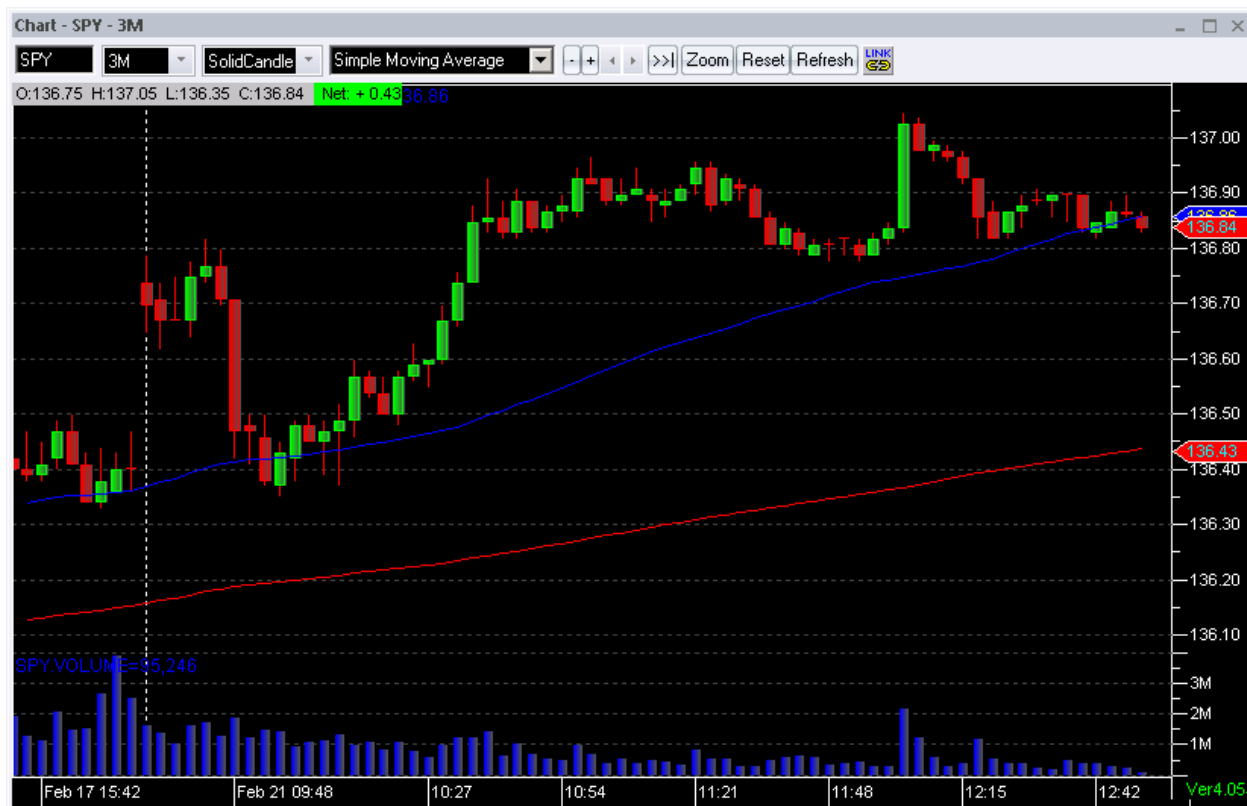 Chart - SPY - 3M
SPY 3M SolidCandle Simple Moving Average - + >>| Zoom Reset Refresh LINK
O:136.75 H:137.05 L:136.35 C:136.84 Net: + 0.43
137.00
136.90
136.86
136.84
136.80
136.70
136.60
136.50
136.43
136.40
136.30
136.20
136.10
SPY.VOLUME=95,246
3M
2M
1M
Feb 17 15:42 Feb 21 09:48 10:27 10:54 11:21 11:48 12:15 12:42 Ver4.05